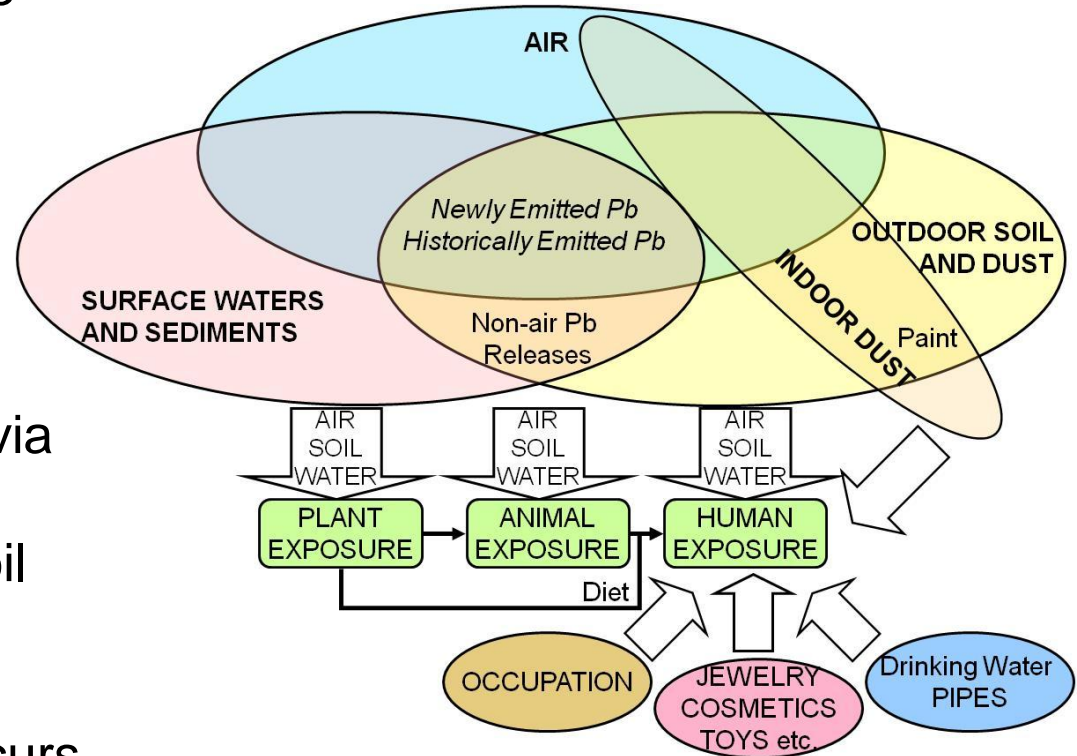 AIR
Newly Emitted Pb
Historically Emitted Pb
OUTDOOR SOIL
AND DUST
INDOOR DUST
SURFACE WATERS
AND SEDIMENTS
Non-air Pb
Releases
Paint
via
AIR
SOIL
WATER
AIR
SOIL
WATER
AIR
SOIL
WATER
PLANT
EXPOSURE
ANIMAL
EXPOSURE
HUMAN
EXPOSURE
Diet
OCCUPATION
JEWELRY
COSMETICS
TOYS etc.
Drinking Water
PIPES